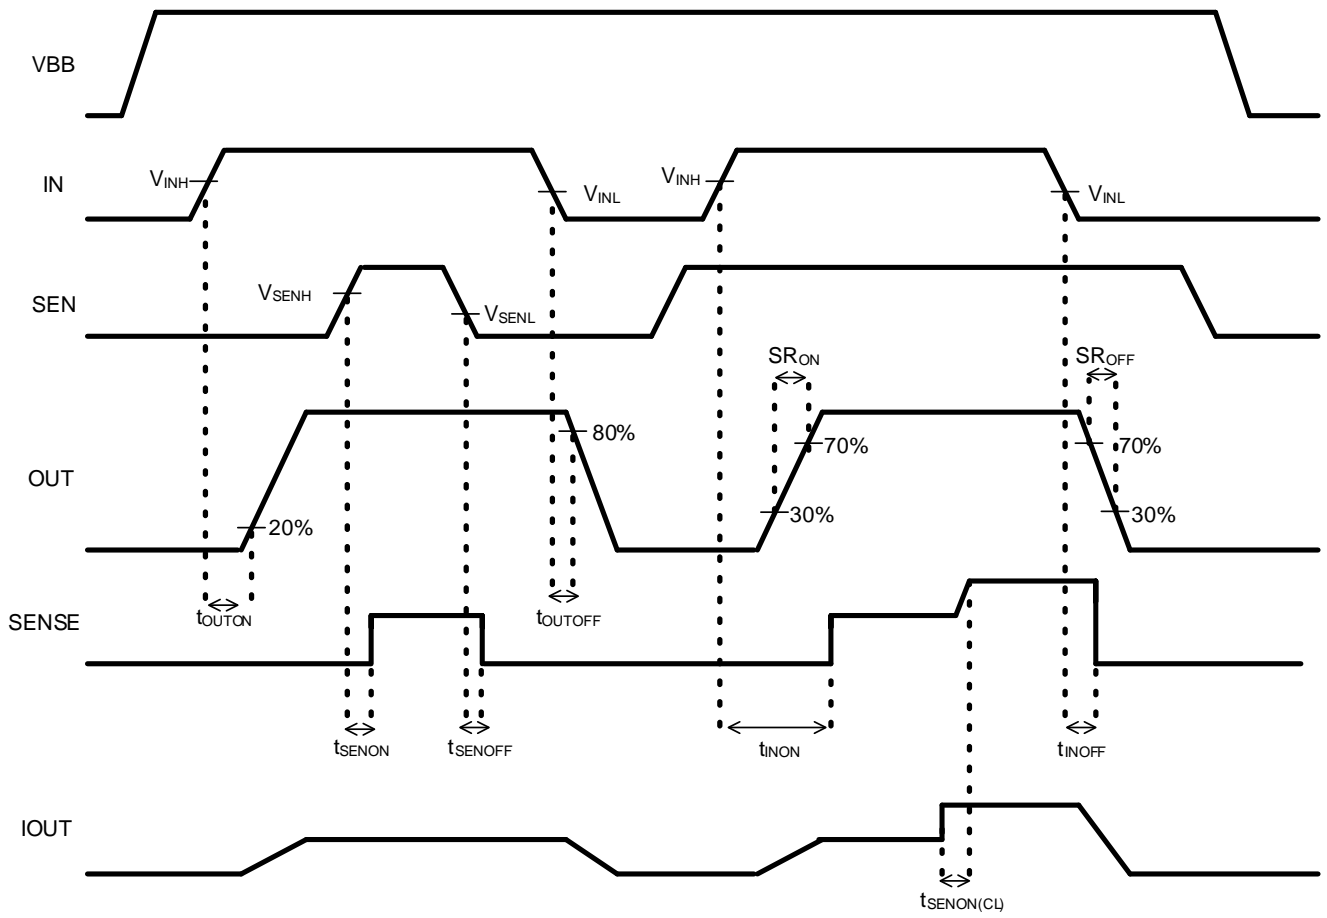 VBB
IN
VINH
VINL
VINH
VINL
SEN
VSENH
VSENL
SRON
SROFF
OUT
20%
80%
70%
30%
70%
30%
tOUTON
tOUTOFF
SENSE
tSENON
tSENOFF
tINON
tINOFF
IOUT
tSENON(CL)